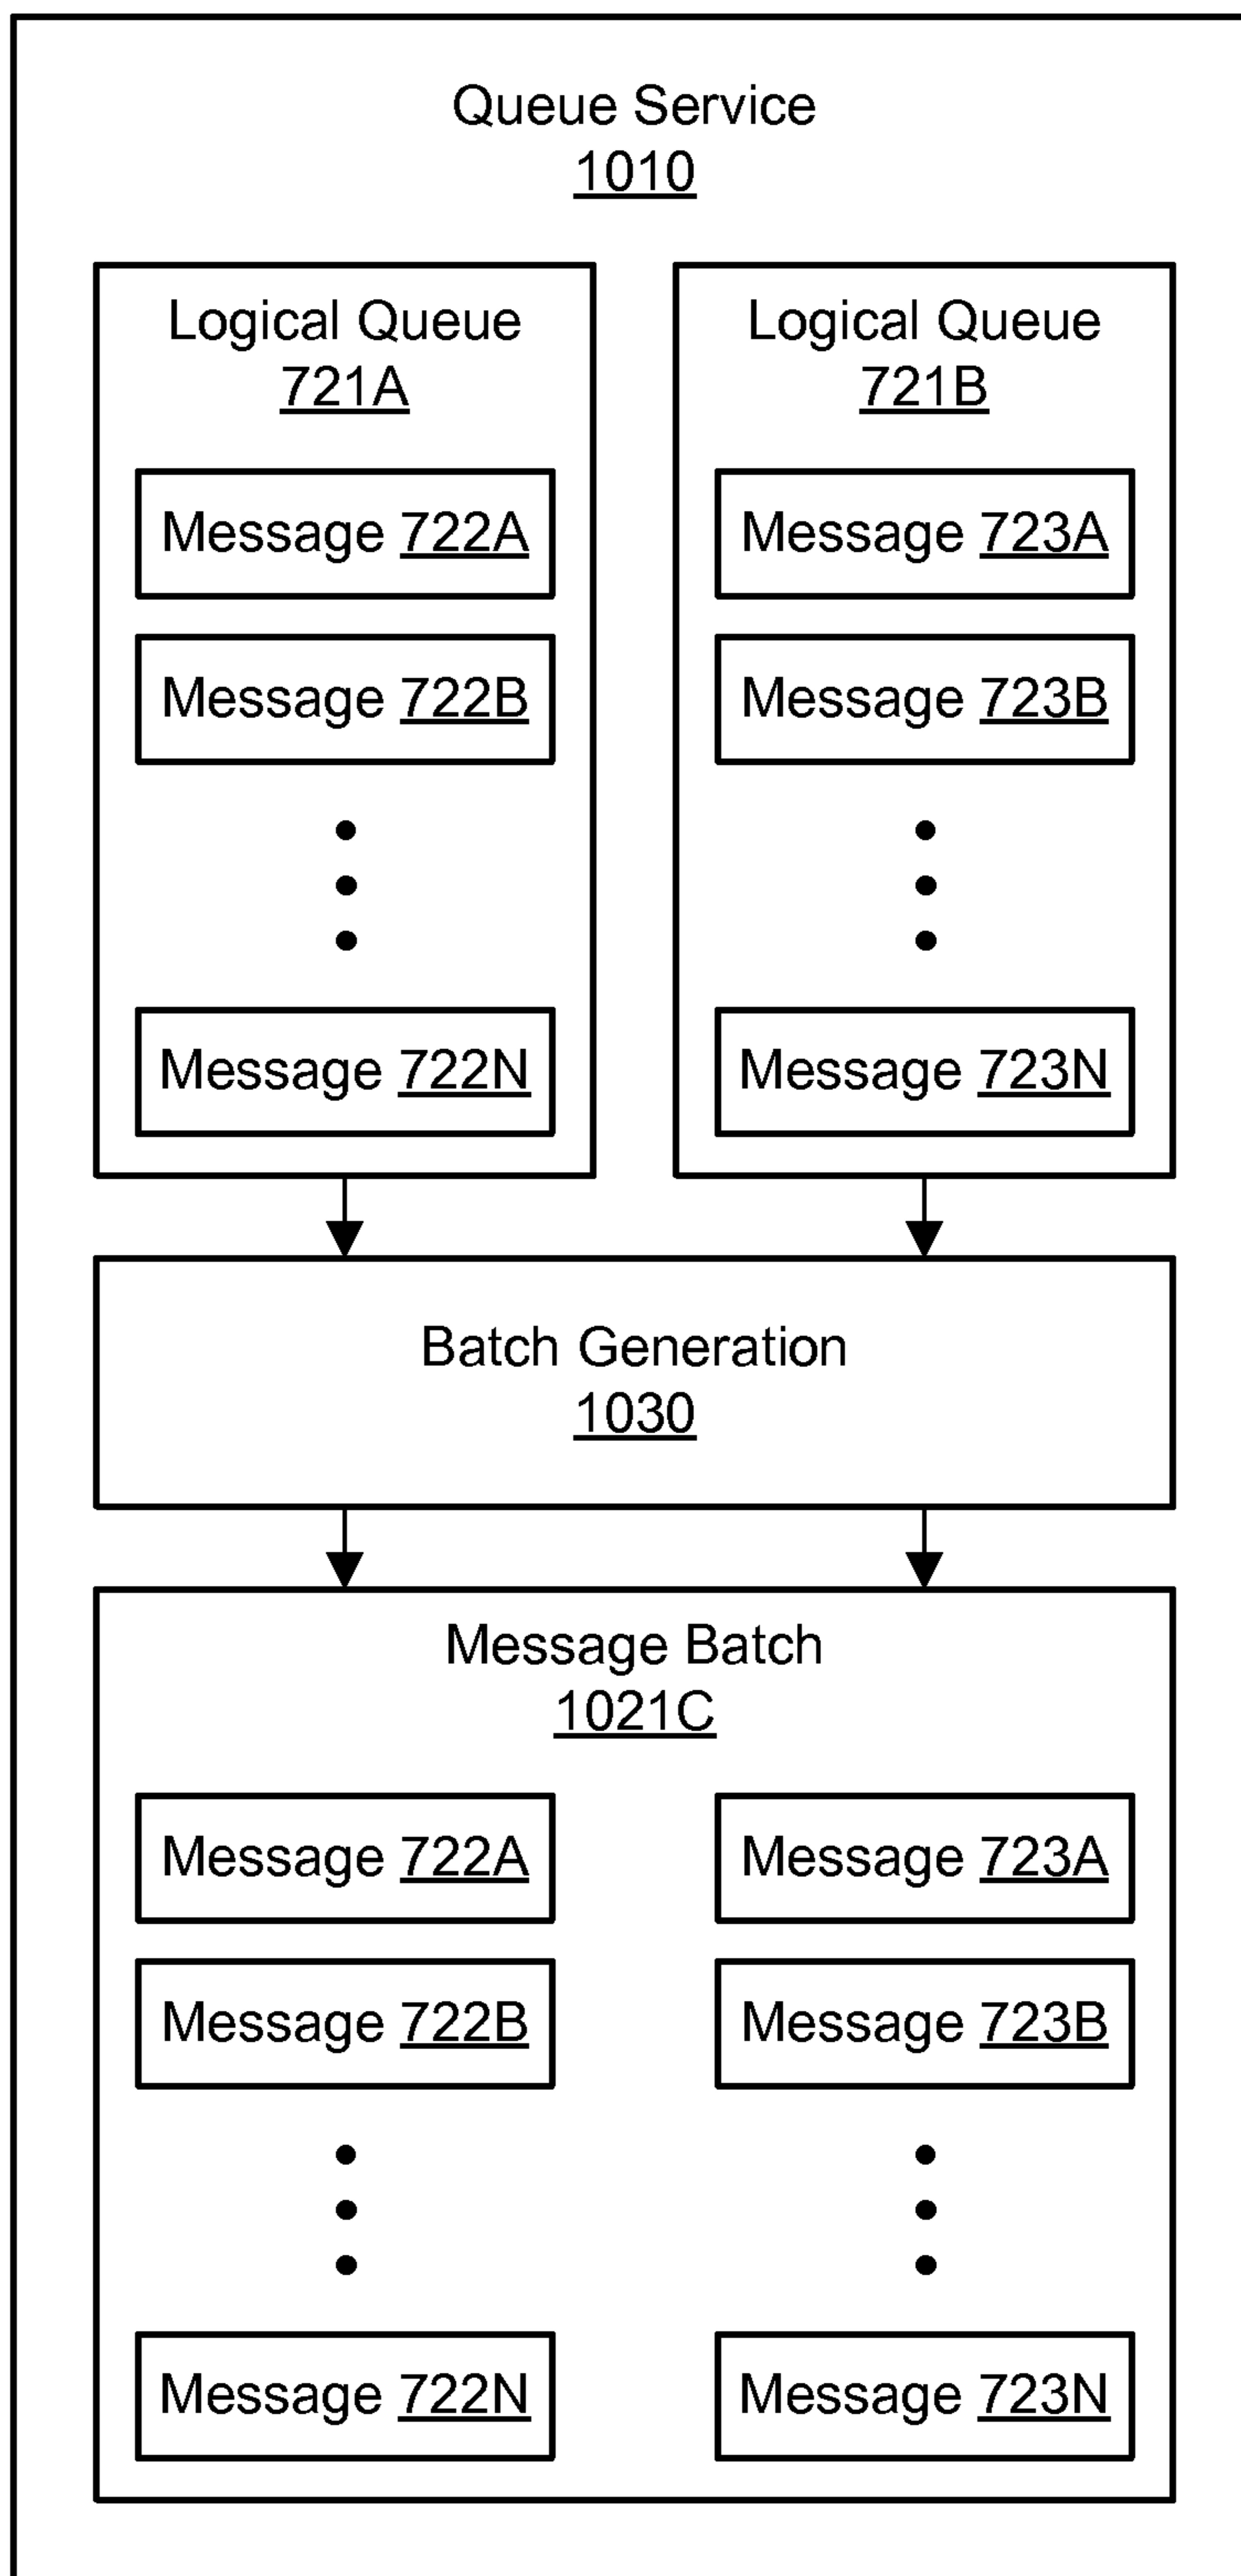 Queue Service
1010
Logical Queue
721A
Message 722A
Message 722B
Message 722N
Logical Queue
721B
Message 723A
Message 723B
Message 723N
Batch Generation
1030
Message Batch
1021C
Message 722A
Message 722B
Message 722N
Message 723A
Message 723B
Message 723N